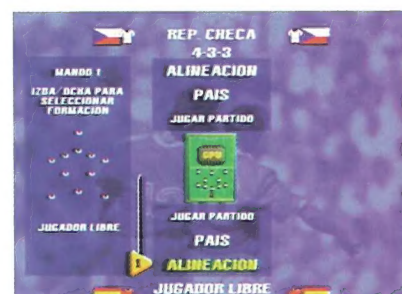 REP. CHECA
4-3-3
MANDO 1
IZDA/DCHA PARA
SELECCIONAR
FORMACION
JUGADOR LIBRE
ALINEACION
PAIS
JUGAR PARTIDO
CPU
JUGAR PARTIDO
PAIS
ALINEACION
JUGADOR LIBRE
1